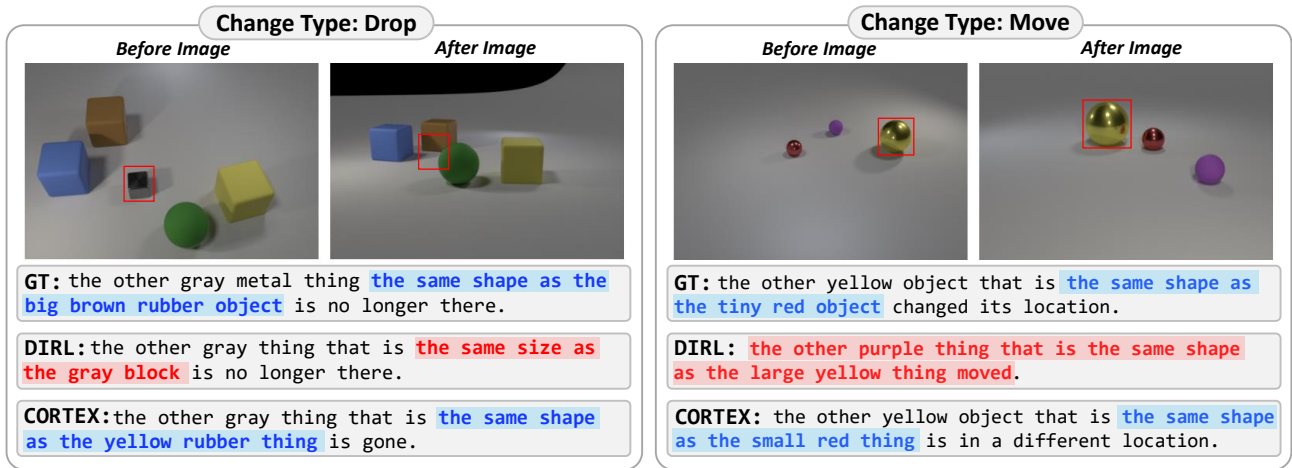 Change Type: Drop
Before Image
After Image
GT: the other gray metal thing the same shape as the
big brown rubber object is no longer there.
DIRL: the other gray thing that is the same size as
the gray block is no longer there.
CORTEX: the other gray thing that is the same shape
as the yellow rubber thing is gone.
Change Type: Move
Before Image
After Image
GT: the other yellow object that is the same shape as
the tiny red object changed its location.
DIRL: the other purple thing that is the same shape
as the large yellow thing moved.
CORTEX: the other yellow object that is the same shape
as the small red thing is in a different location.